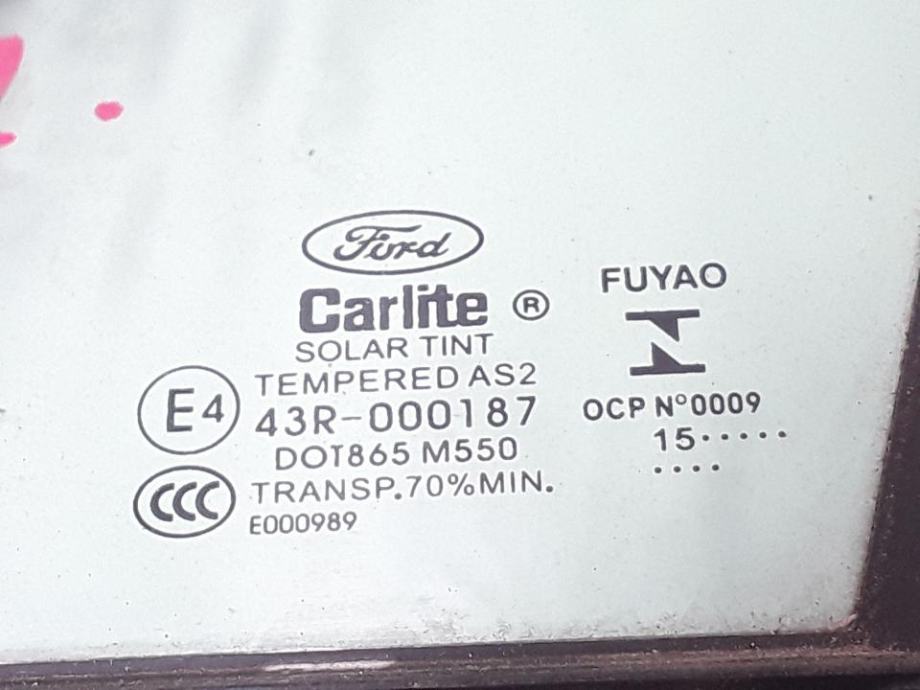 Ford
Carlite ®
SOLAR TINT
TEMPERED AS2
E4
43R-000187
DOT865 M550
CCC
TRANSP.70%MIN.
E000989
FUYAO
OCP N°0009
15.....
....